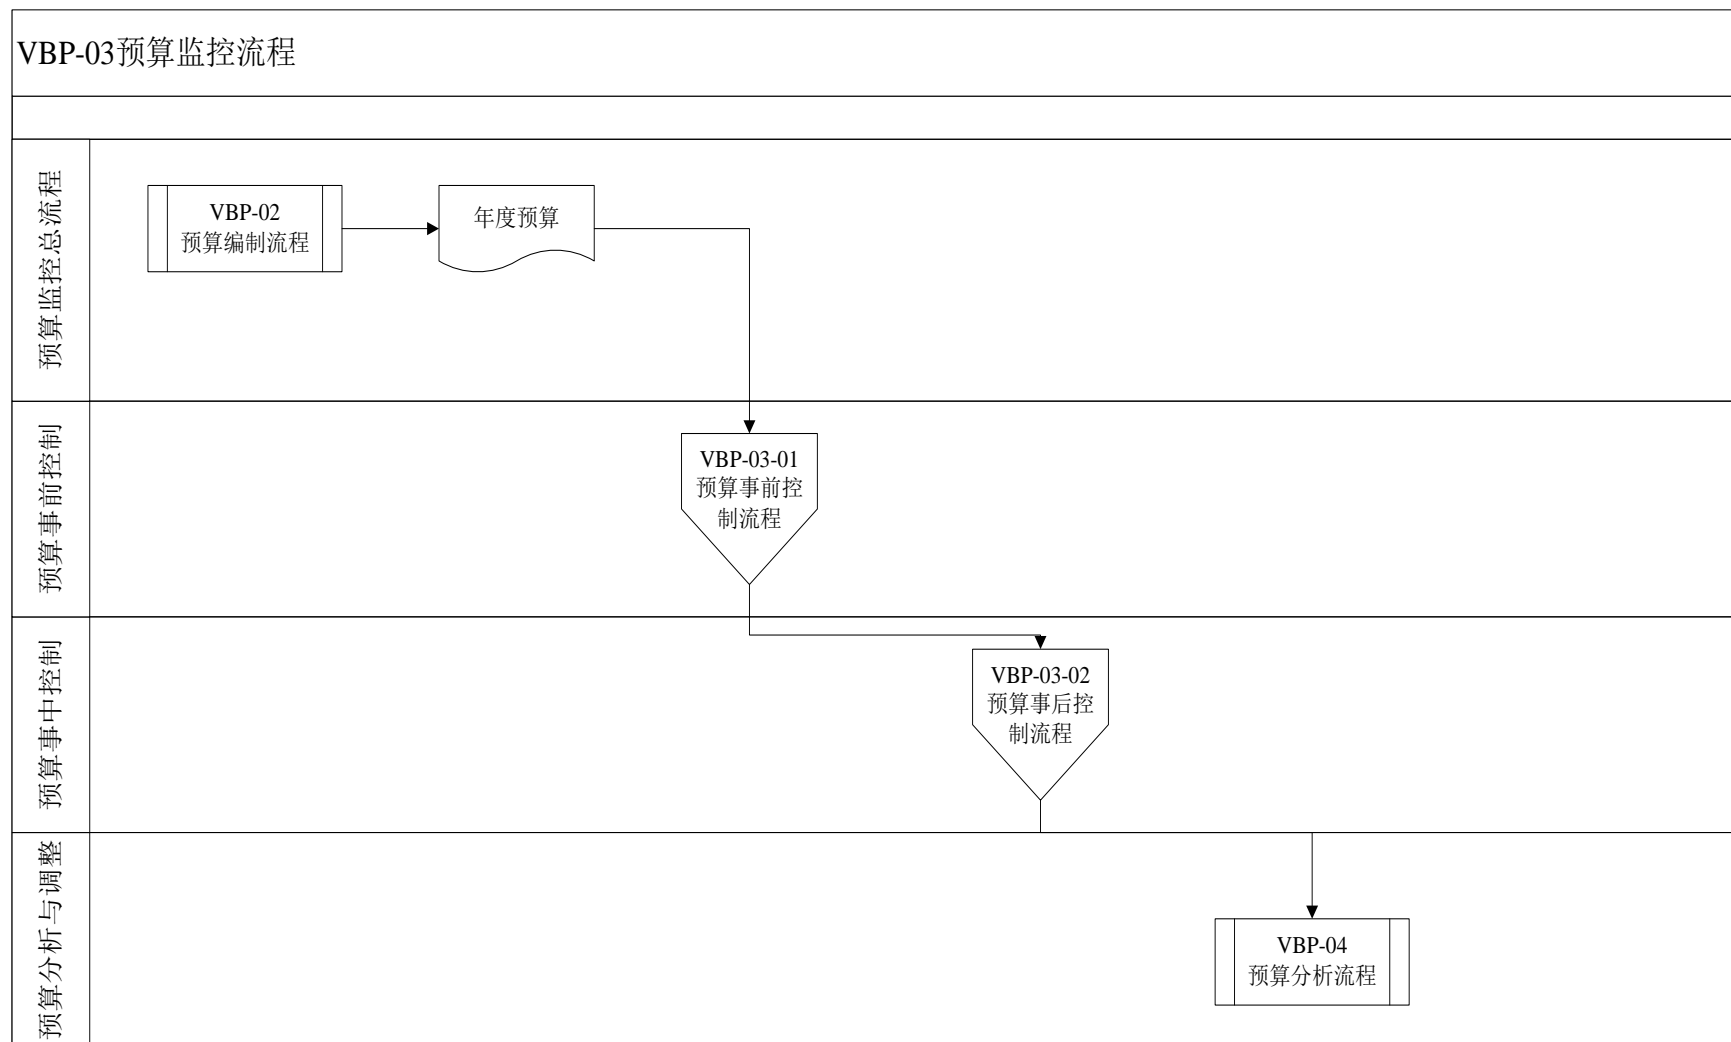 VBP-03预算监控流程
预算监控总流程
VBP-02
预算编制流程
年度预算
预算事前控制
VBP-03-01
预算事前控
制流程
预算事中控制
VBP-03-02
预算事后控
制流程
预算分析与调整
VBP-04
预算分析流程